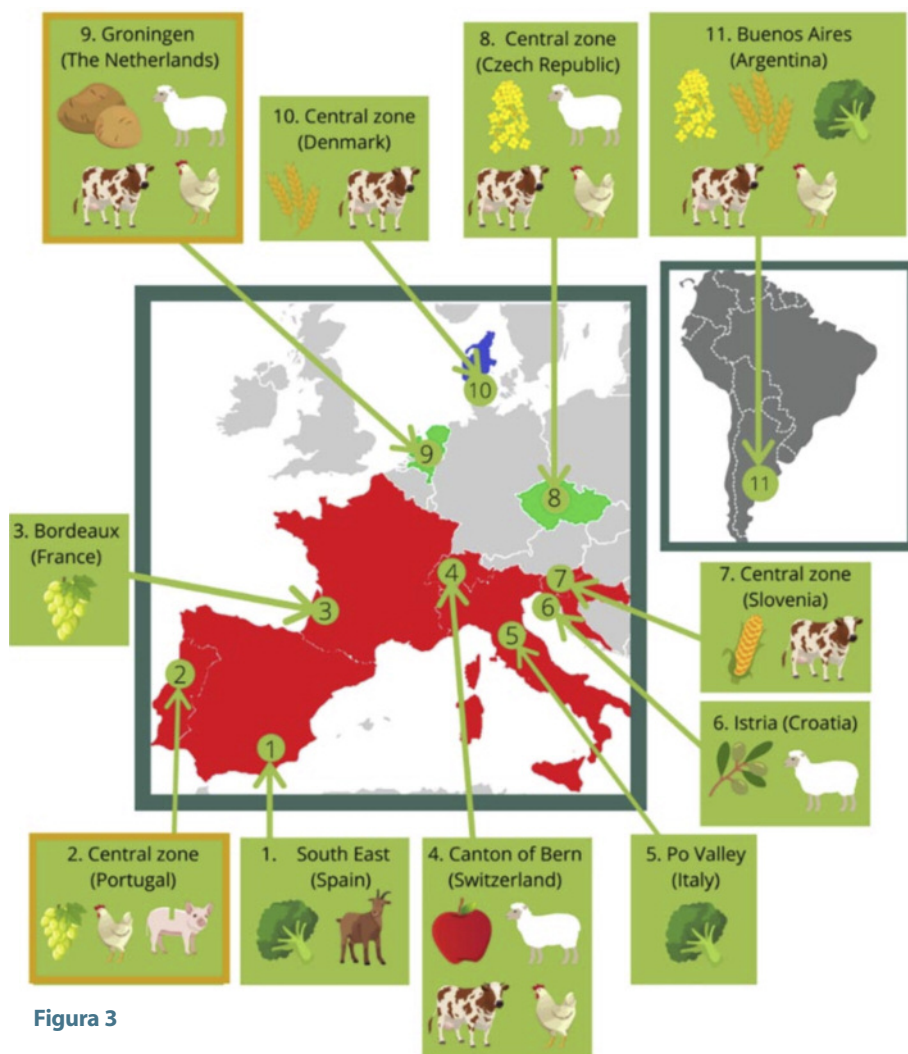 9. Groningen
(The Netherlands)
10. Central zone
(Denmark)
8. Central zone
(Czech Republic)
11. Buenos Aires
(Argentina)
10
9
8
11
3. Bordeaux
(France)
4
7
3
6
5
2
1
7. Central zone
(Slovenia)
6. Istria (Croatia)
2. Central zone
(Portugal)
1. South East
(Spain)
4. Canton of Bern
(Switzerland)
5. Po Valley
(Italy)
Figura 3